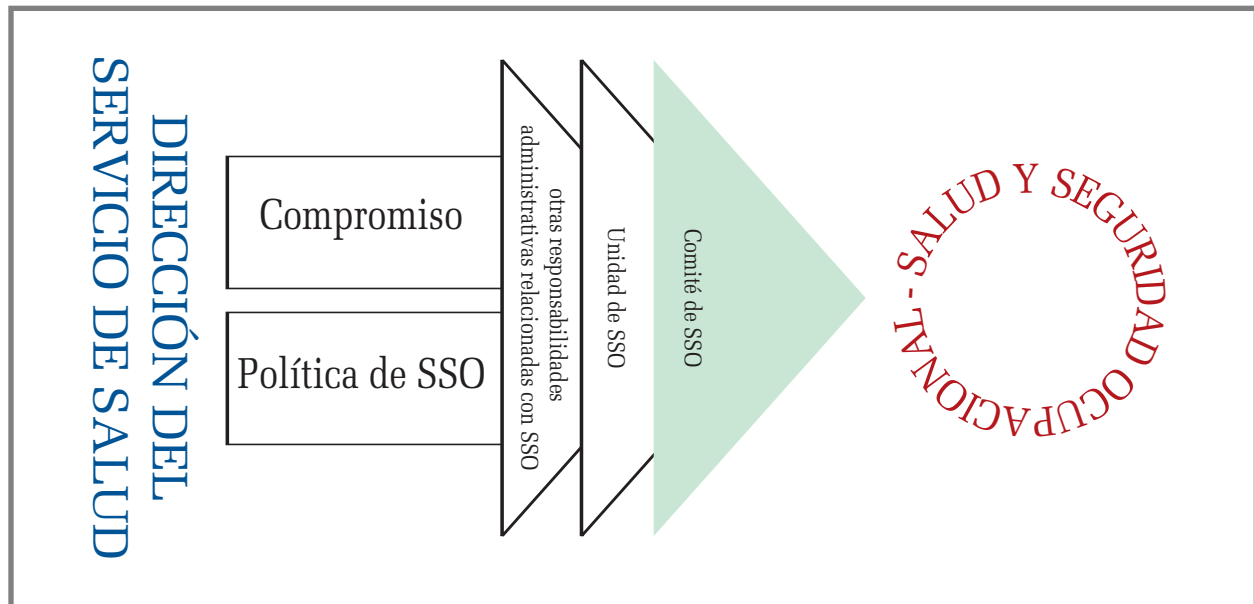 DIRECCIÓN DEL
SERVICIO DE SALUD
Compromiso
Política de SSO
otras responsabilidades
administrativas relacionadas con SSO
Unidad de SSO
Comité de SSO
SALUD Y SEGURIDAD OCUPACIONAL-